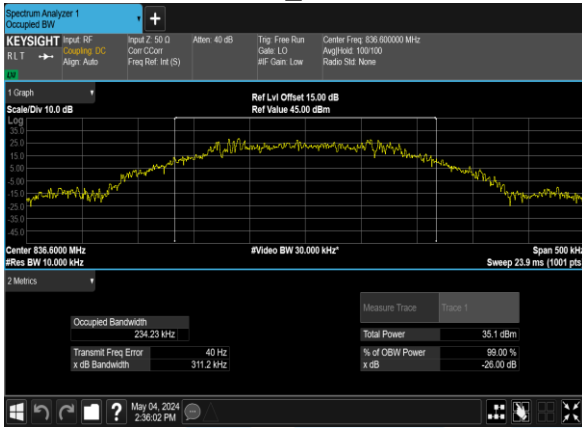 Spectrum Analyzer 1
Occupied BW
KEYSIGHT Input: RF Input Z: 50 Ω Atten: 40 dB Trig: Free Run Center Freq: 836.600000 MHz
RLT Coupling: DC Corr CCorr Gate: LO Avg|Hold: 100/100
Align: Auto Freq Ref: Int (S) #IF Gain: Low Radio Std: None
1 Graph
Ref Lvl Offset 15.00 dB
Scale/Div 10.0 dB Ref Value 45.00 dBm
Log
35.0
25.0
15.0
5.00
-5.00
-15.0
-25.0
-35.0
-45.0
Center 836.6000 MHz #Video BW 30.000 kHz* Span 500 kHz
#Res BW 10.000 kHz Sweep 23.9 ms (1001 pts
2 Metrics
Measure Trace Trace 1
Occupied Bandwidth
234.23 kHz Total Power 35.1 dBm
Transmit Freq Error 40 Hz % of OBW Power 99.00 %
x dB Bandwidth 311.2 kHz x dB -26.00 dB
May 04, 2024
2:36:02 PM